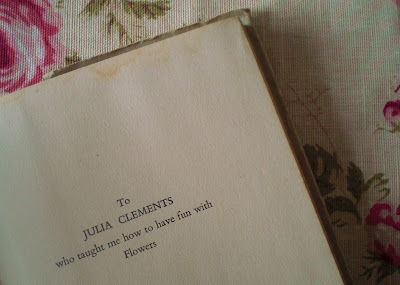 To
JULIA CLEMENTS
who taught me how to have fun with
Flowers